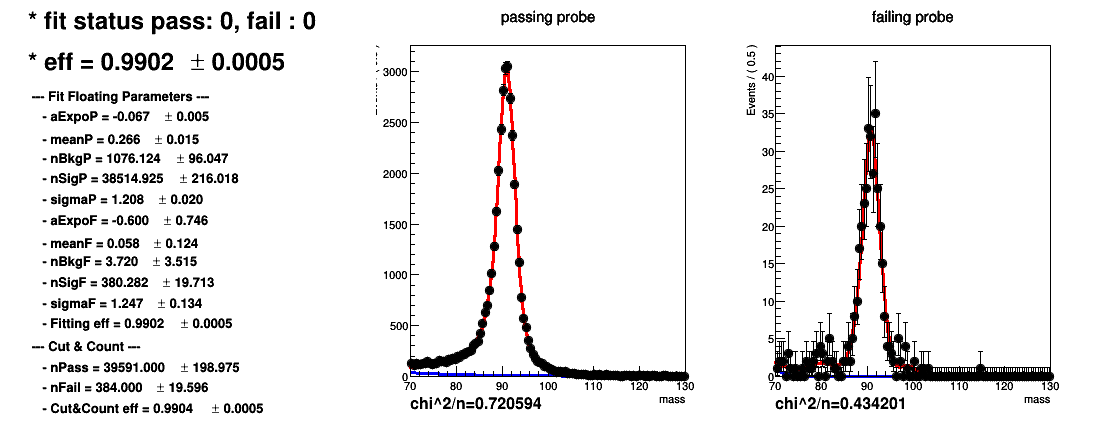 * fit status pass: 0, fail : 0
* eff = 0.9902 ± 0.0005
--- Fit Floating Parameters ---
- aExpoP = -0.067 ± 0.005
- meanP = 0.266 ± 0.015
- nBkgP = 1076.124 ± 96.047
- nSigP = 38514.925 ± 216.018
- sigmaP = 1.208 ± 0.020
- aExpoF = -0.600 ± 0.746
- meanF = 0.058 ± 0.124
- nBkgF = 3.720 ± 3.515
- nSigF = 380.282 ± 19.713
- sigmaF = 1.247 ± 0.134
- Fitting eff = 0.9902 ± 0.0005
--- Cut & Count ---
- nPass = 39591.000 ± 198.975
- nFail = 384.000 ± 19.596
- Cut&Count eff = 0.9904 ± 0.0005
passing probe
3000
2500
2000
1500
1000
500
0
70 80 90 100 110 120 130
mass
chi^2/n=0.720594
failing probe
Events / ( 0.5 )
40
35
30
25
20
15
10
5
0
70 80 90 100 110 120 130
mass
chi^2/n=0.434201